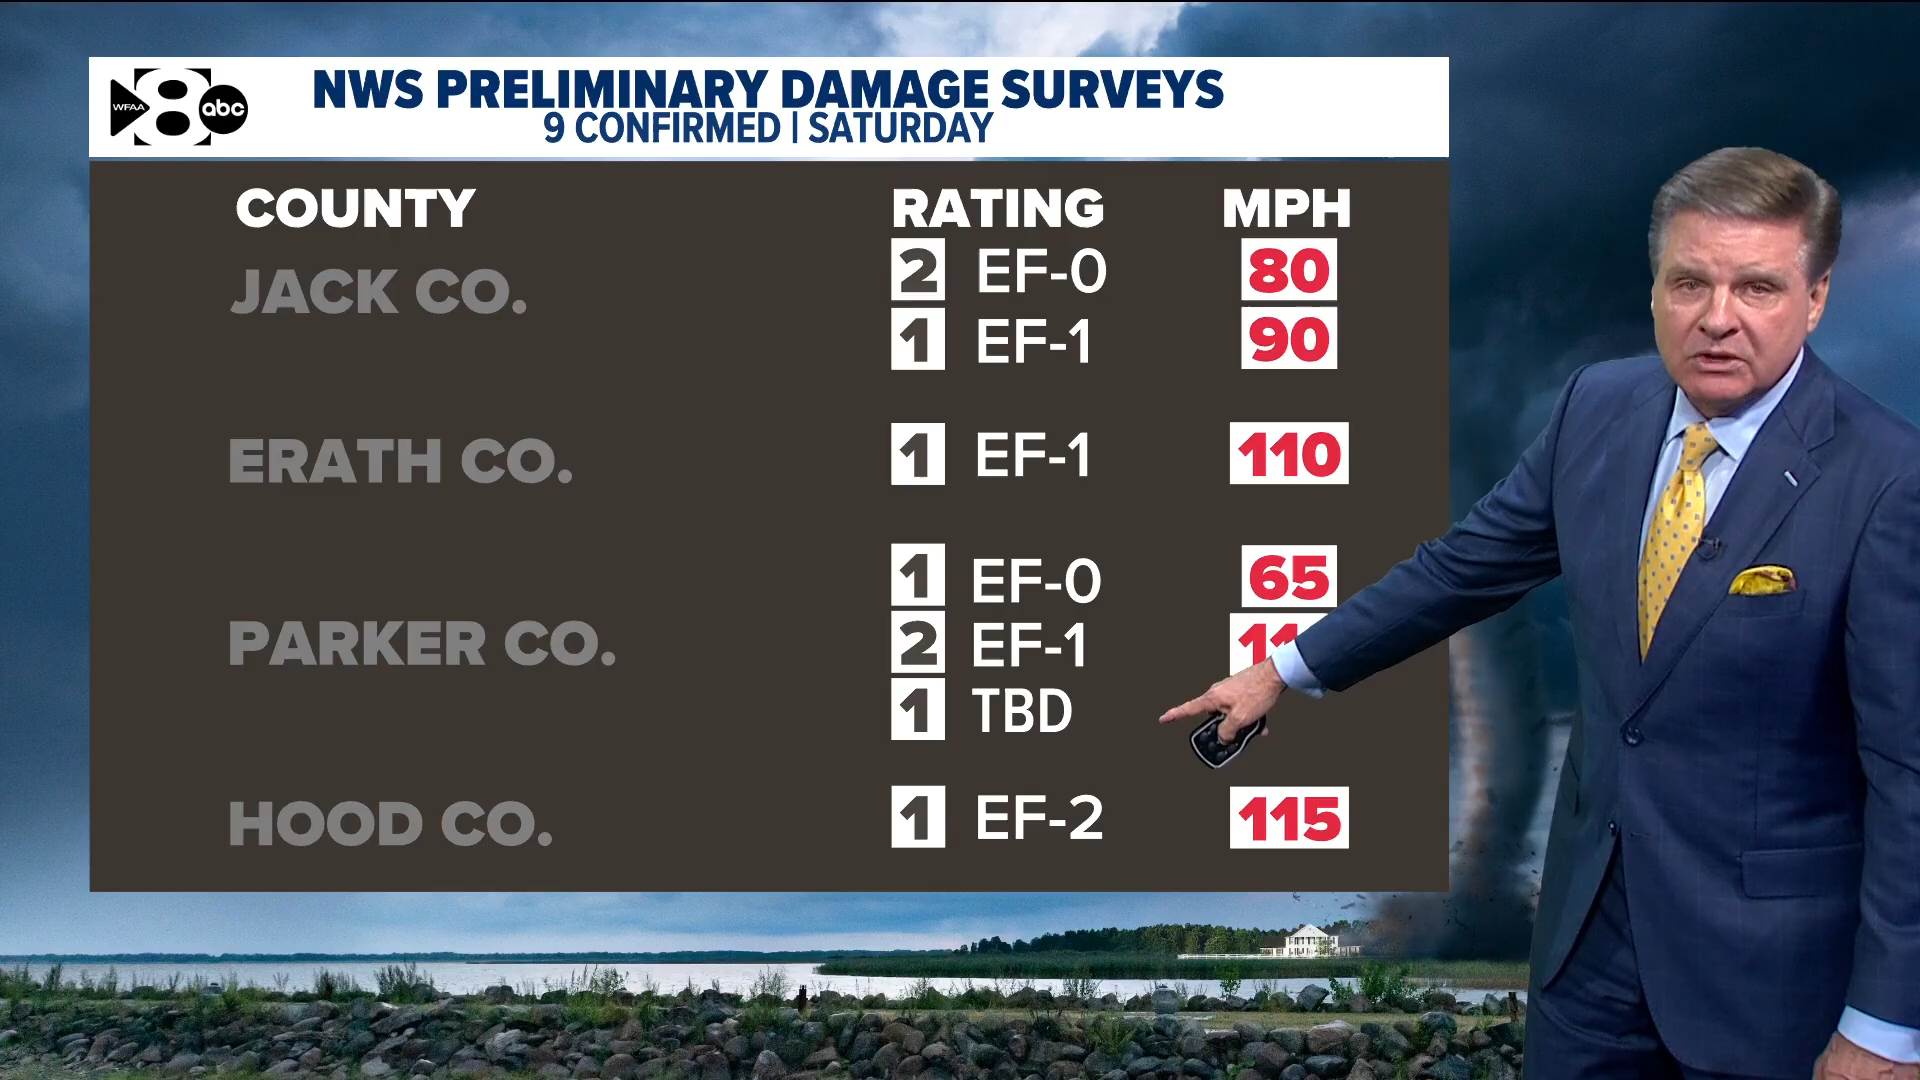 WFAA 8 abc
NWS PRELIMINARY DAMAGE SURVEYS
9 CONFIRMED | SATURDAY
COUNTY RATING MPH
JACK CO. 2 EF-0 80
1 EF-1 90
ERATH CO. 1 EF-1 110
1 EF-0 65
PARKER CO. 2 EF-1
1 TBD
HOOD CO. 1 EF-2 115